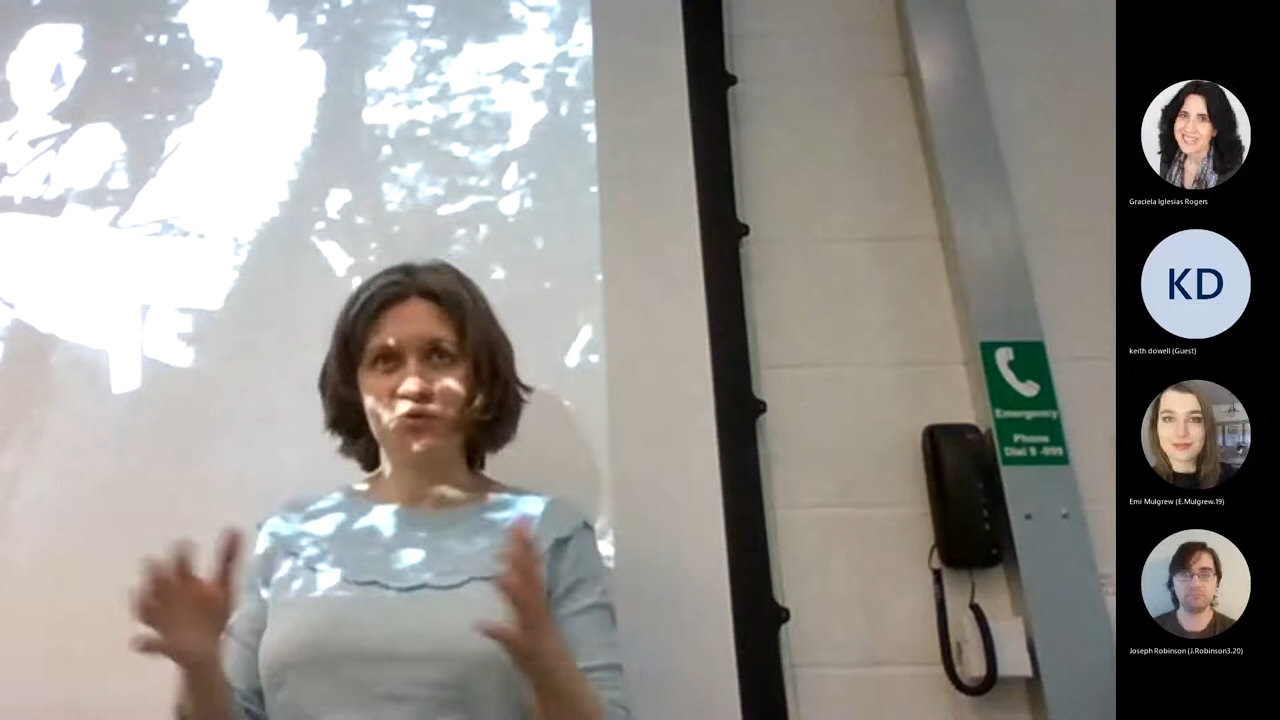 Emergency
Phone
Dial 9 -999
Graciela Iglesias Rogers
KD
keith dowell (Guest)
Emi Mulgrew (E.Mulgrew.19)
Joseph Robinson (J.Robinson3.20)